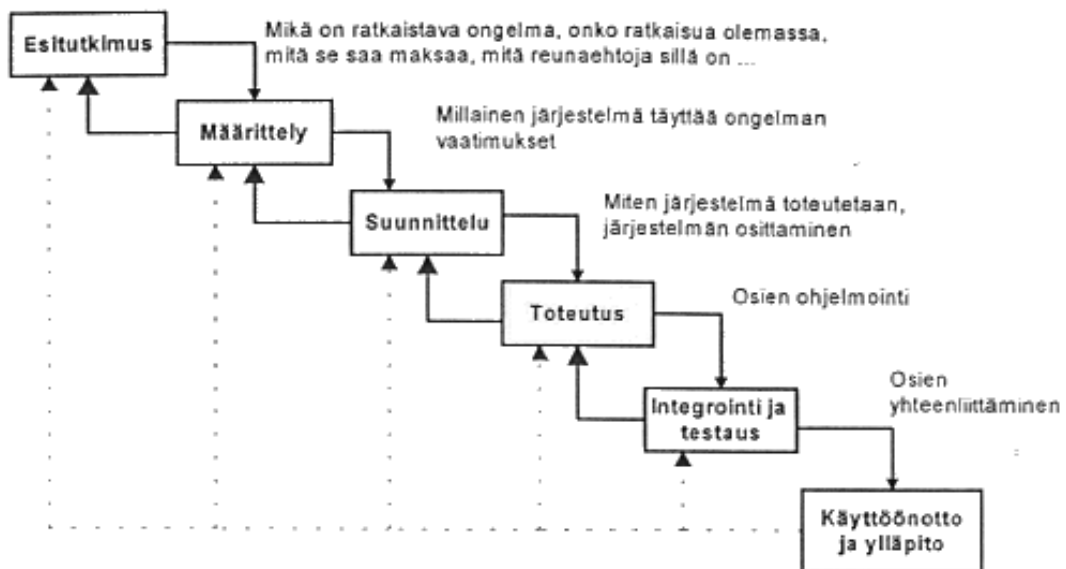 Esitutkimus
Mikä on ratkaistava ongelma, onko ratkaisua olemassa,
mitä se saa maksaa, mitä reunaehtoja sillä on ...
Määrittely
Millainen järjestelmä täyttää ongelman
vaatimukset
Suunnittelu
Miten järjestelmä toteutetaan,
järjestelmän osittaminen
Toteutus
Osien ohjelmointi
Integrointi ja
testaus
Osien
yhteenliittäminen
Käyttöönotto
ja ylläpito